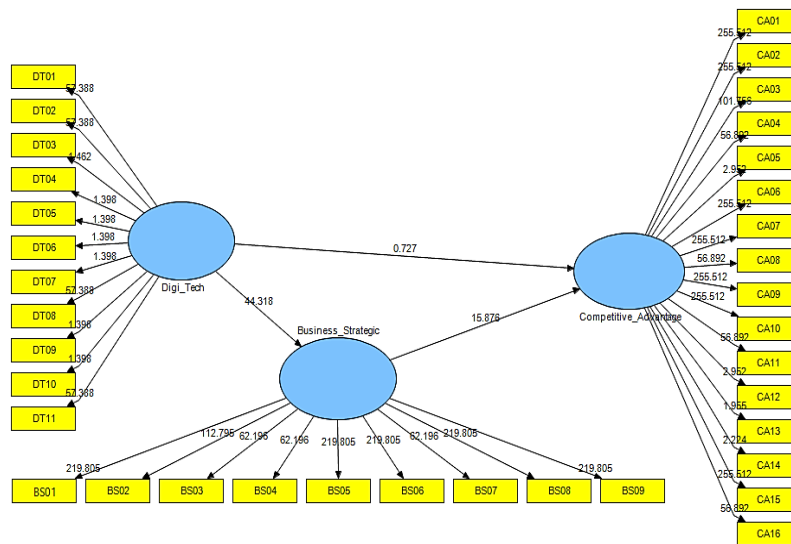 DT01
57.388
DT02
57.388
DT03
1.462
DT04
1.398
DT05
1.398
DT06
1.398
DT07
1.398
DT08
57.388
DT09
1.398
DT10
1.398
DT11
57.388
Digi_Tech
0.727
44.318
Business_Strategic
15.876
Competitive_Advantage
219.805
112.795
62.196
62.196
219.805
219.805
62.196
219.805
219.805
BS01
BS02
BS03
BS04
BS05
BS06
BS07
BS08
BS09
CA01
255.512
CA02
255.512
CA03
101.756
CA04
56.892
CA05
2.952
CA06
255.512
CA07
255.512
CA08
56.892
CA09
255.512
CA10
255.512
CA11
56.892
CA12
2.952
CA13
1.955
CA14
2.224
CA15
255.512
CA16
56.892